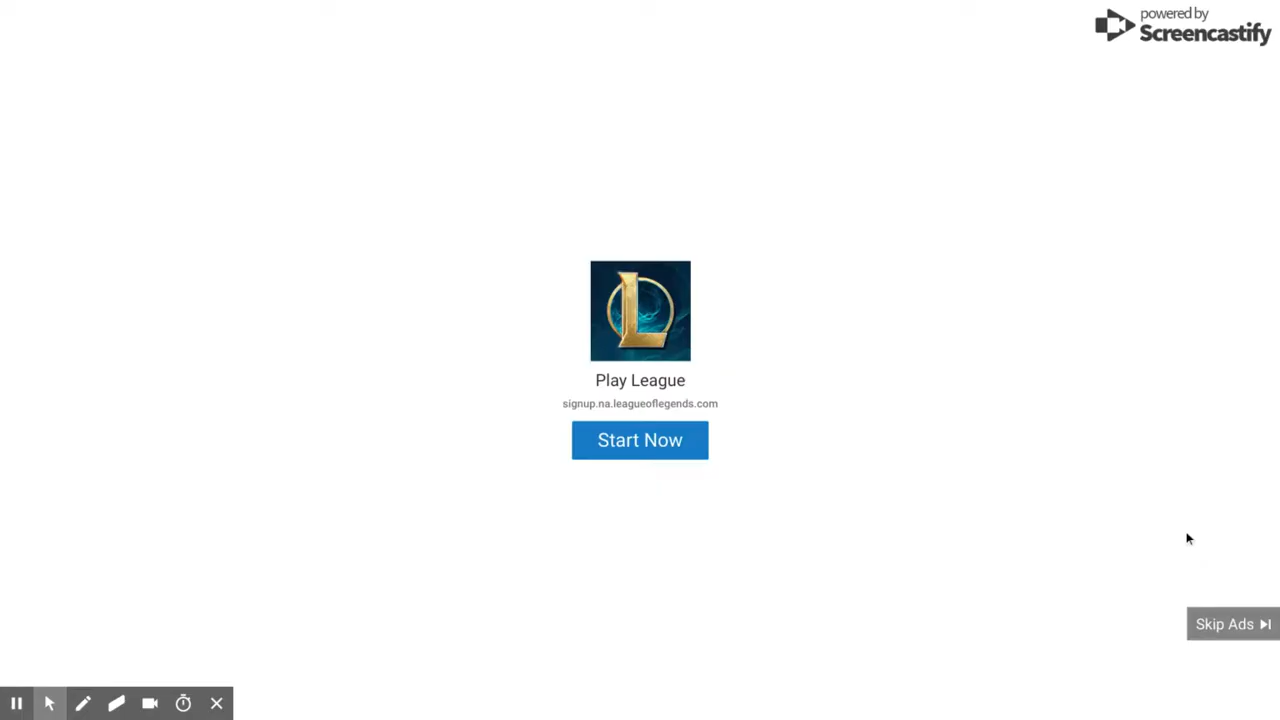 powered by
Screencastify
Play League
signup.na.leagueoflegends.com
Start Now
Skip Ads